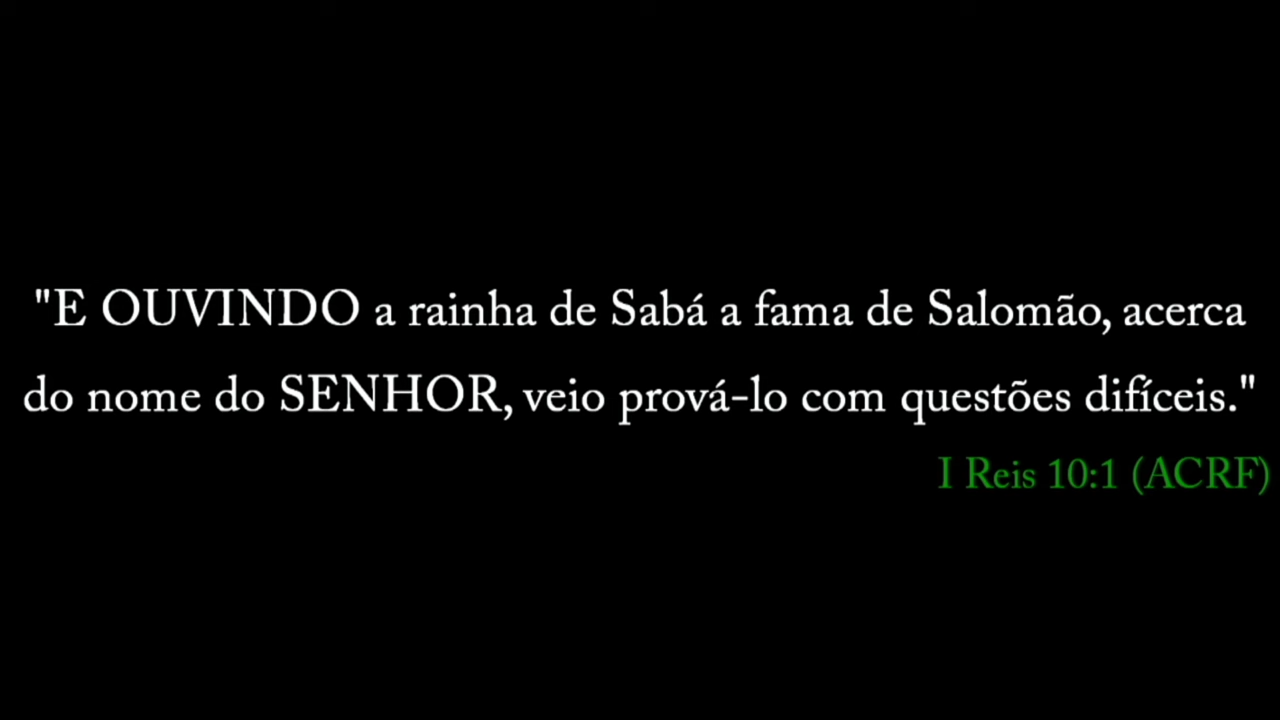 "E OUVINDO a rainha de Sabá a fama de Salomão, acerca
do nome do SENHOR, veio prová-lo com questões difíceis."
I Reis 10:1 (ACRF)